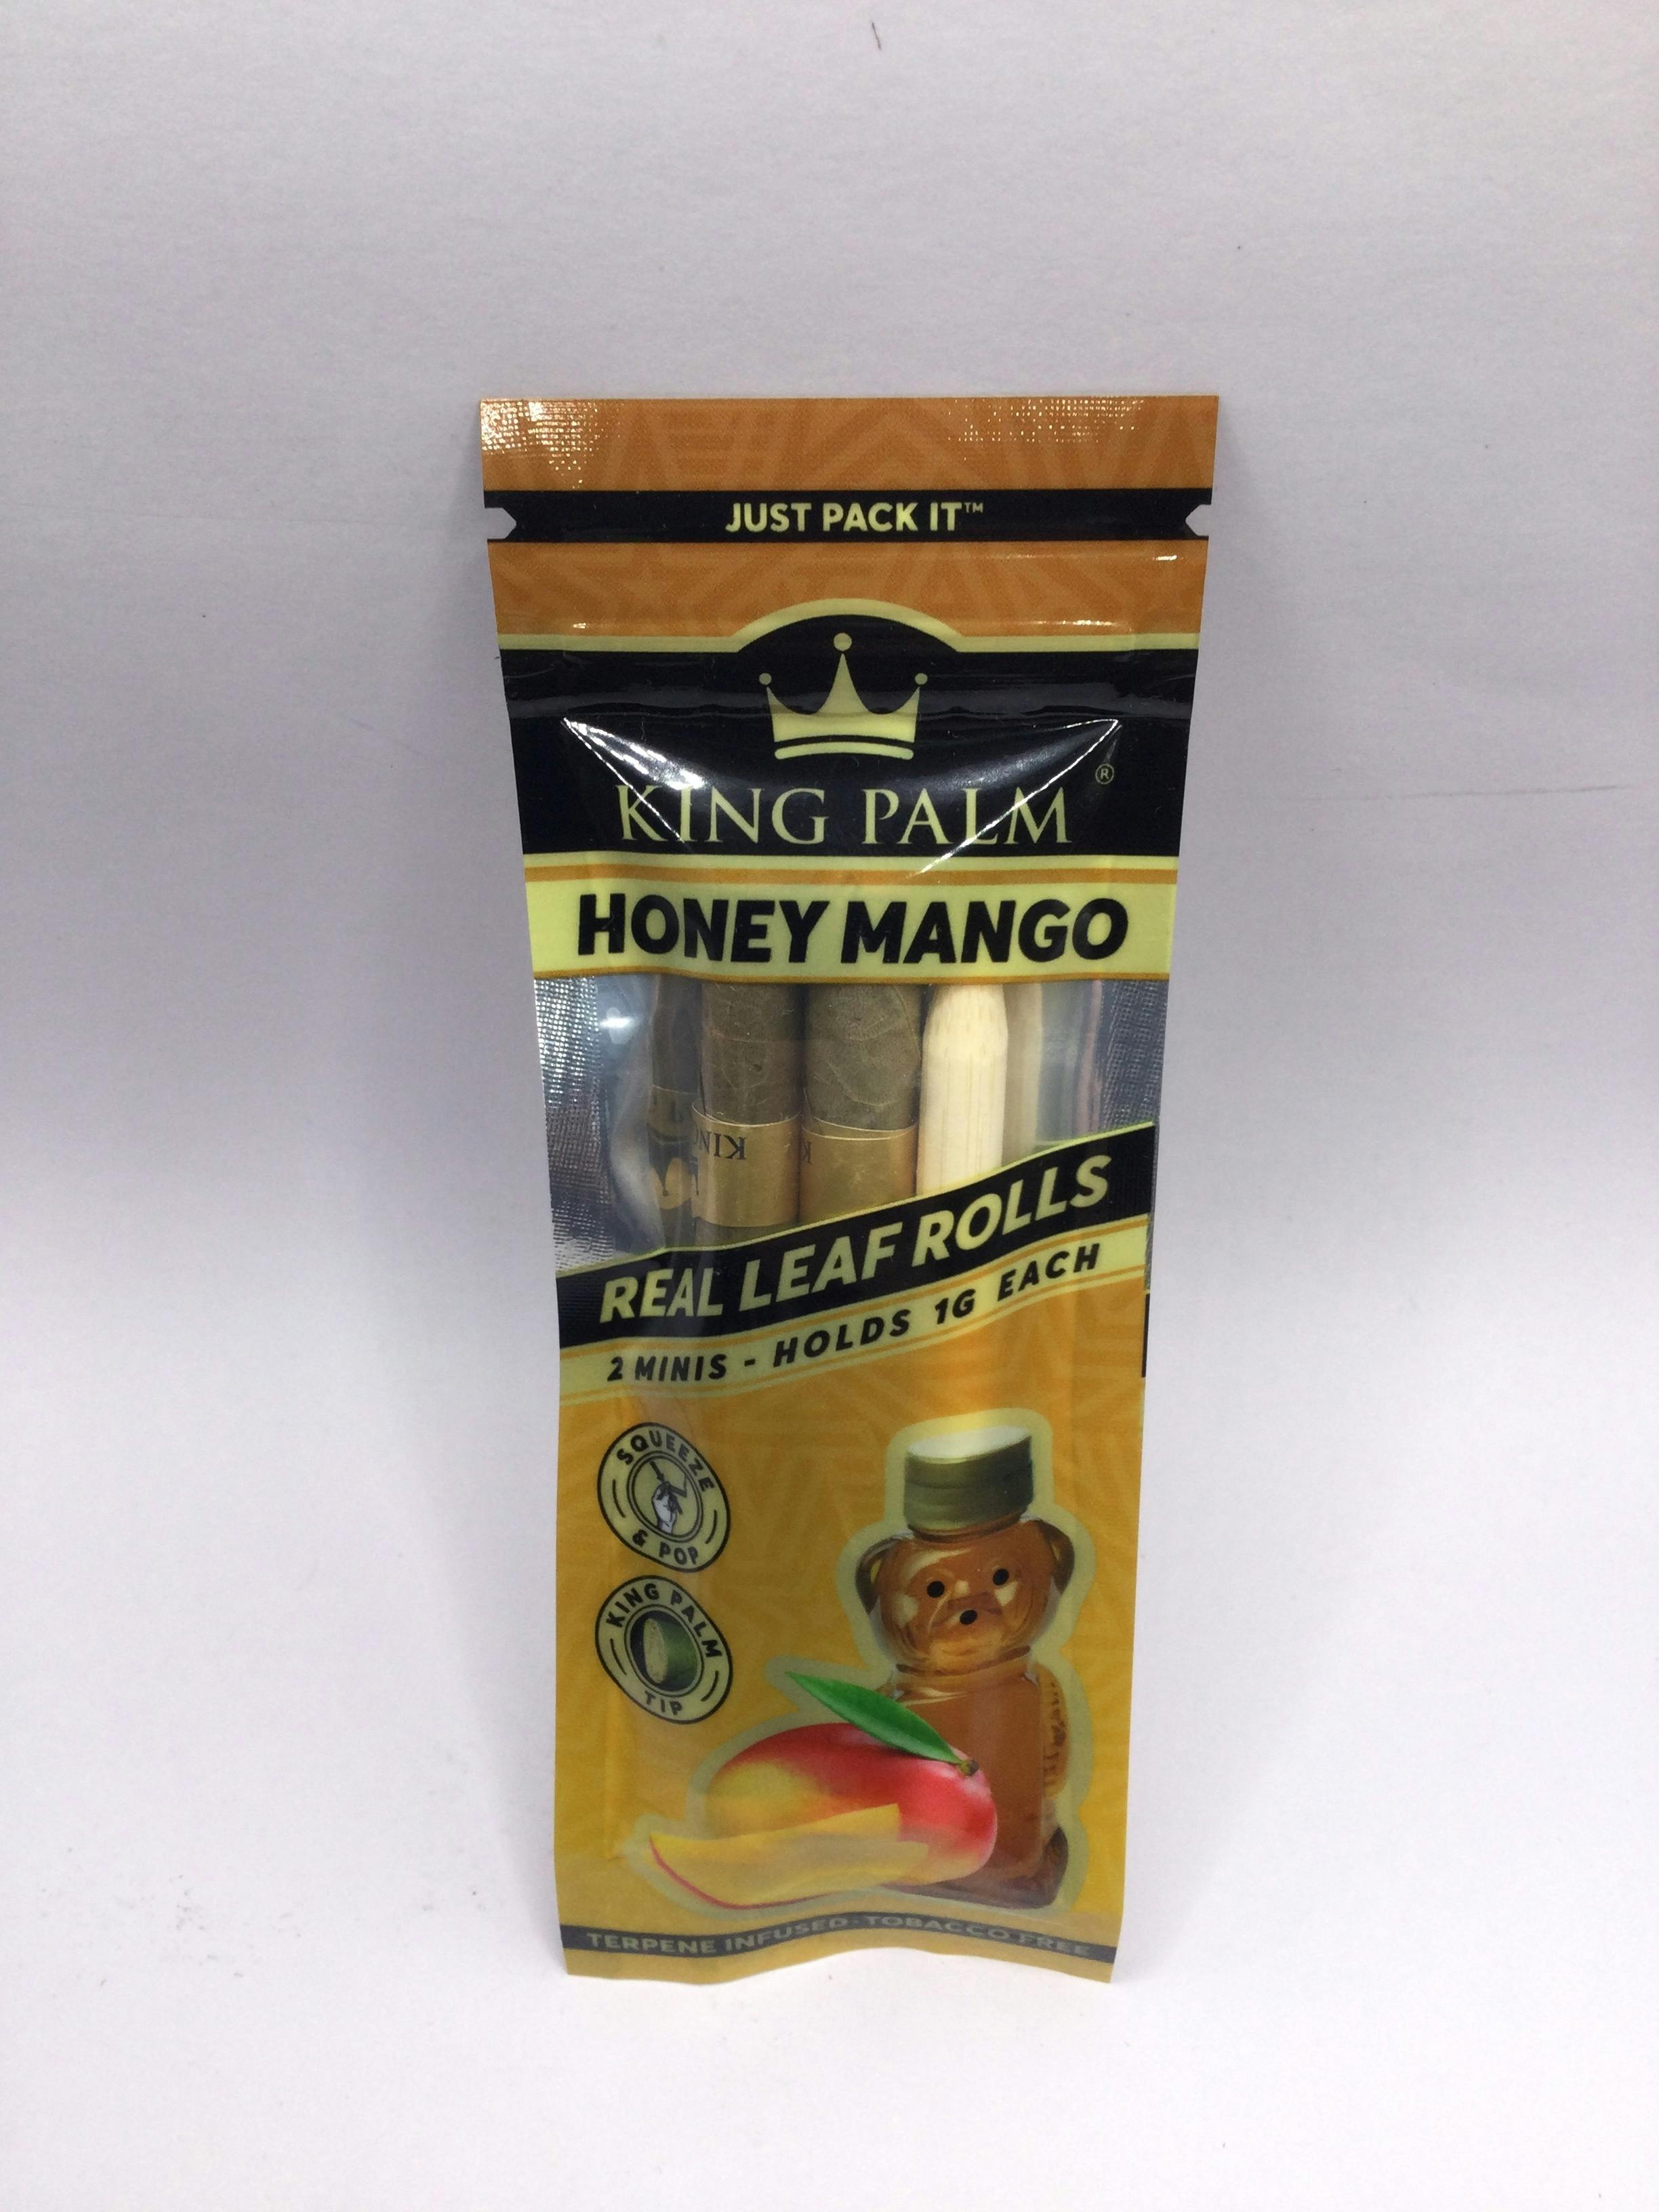 JUST PACK IT™
KING PALM®
HONEY MANGO
KING
K
REAL LEAF ROLLS
2 MINIS - HOLDS 1G EACH
SQUEEZE
& POP
KING PALM
TIP
TERPENE INFUSED-TOBACCO FREE